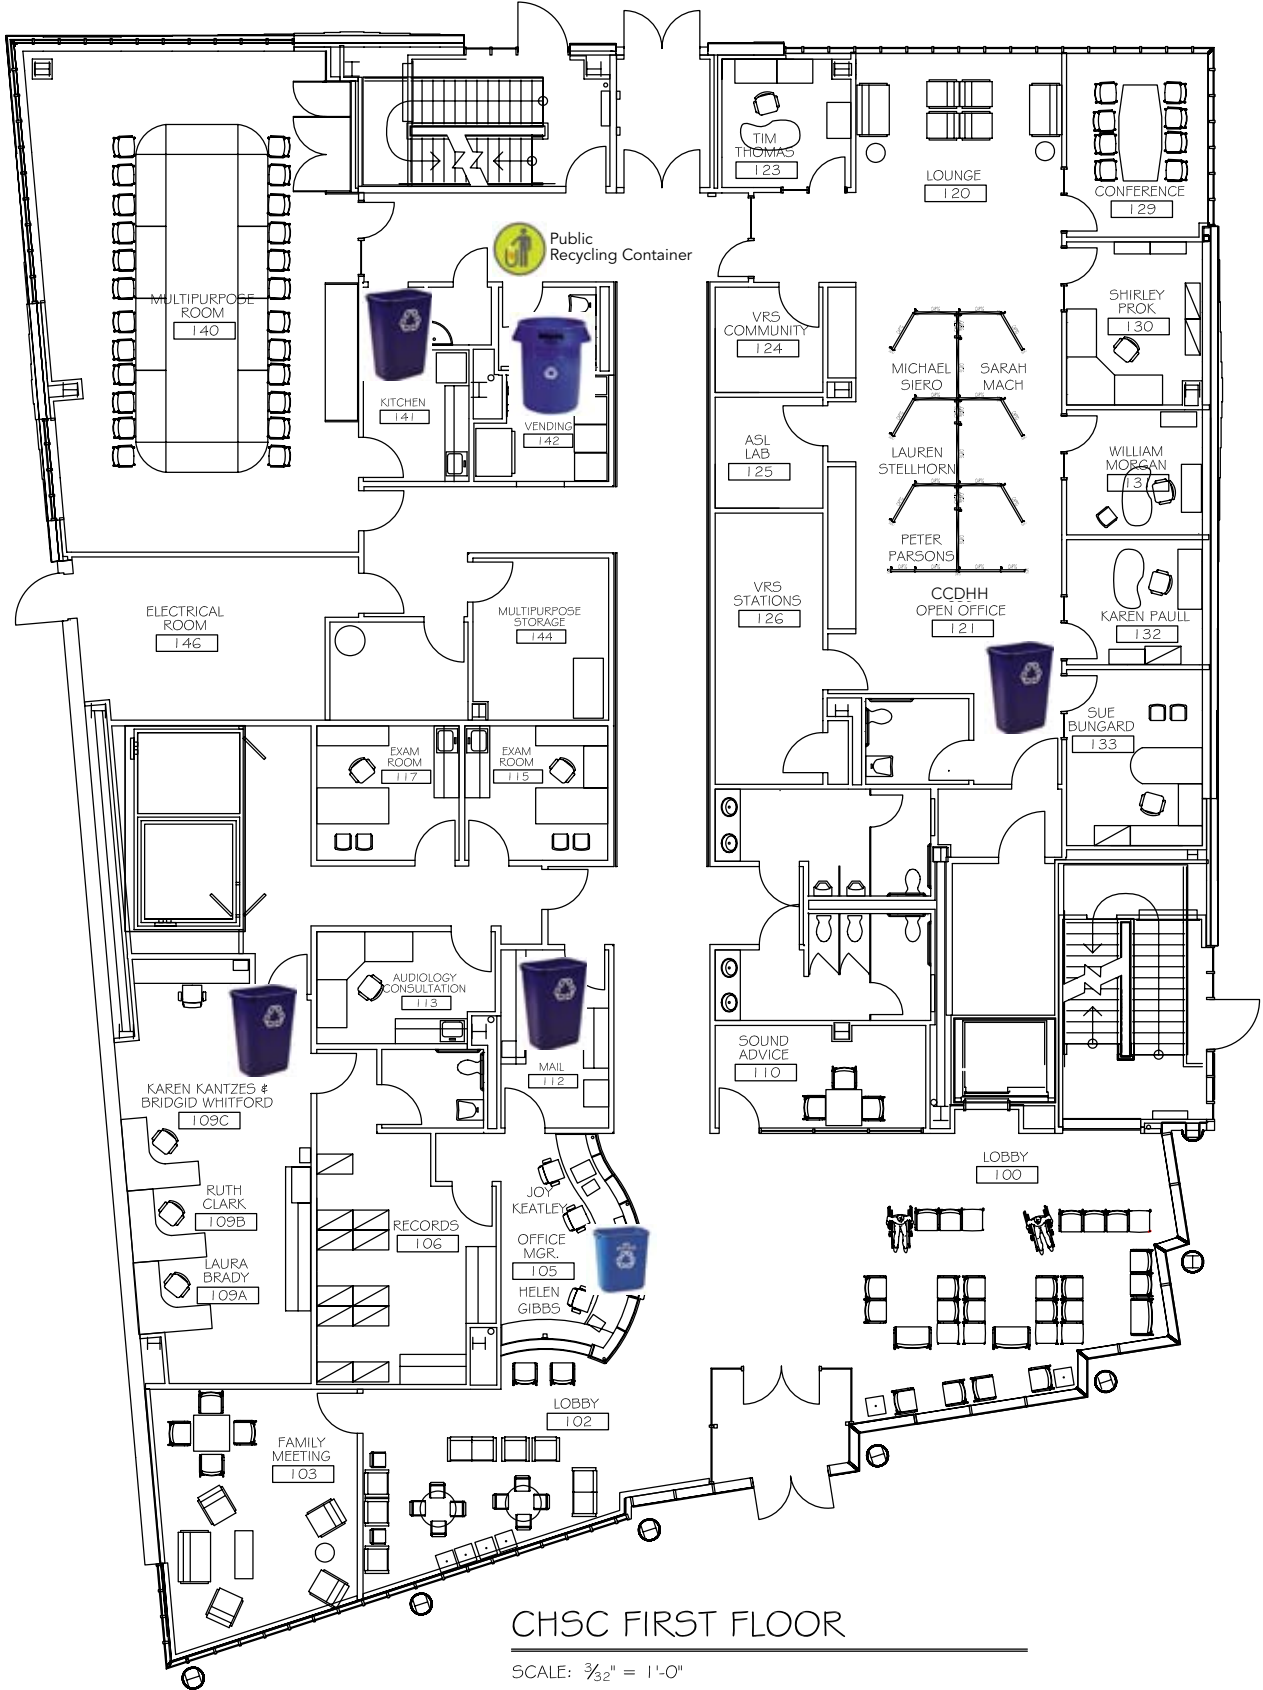 TIM
THOMAS
123
LOUNGE
120
CONFERENCE
129
Public
Recycling Container
MULTIPURPOSE
ROOM
140
VRS
COMMUNITY
124
SHIRLEY
PROK
130
MICHAEL
SIERO
SARAH
MACH
KITCHEN
141
VENDING
142
ASL
LAB
125
LAUREN
STELLHORN
WILLIAM
MORGAN
131
PETER
PARSONS
VRS
STATIONS
126
CCDHH
OPEN OFFICE
121
KAREN PAULL
132
ELECTRICAL
ROOM
146
MULTIPURPOSE
STORAGE
144
SUE
BUNGARD
133
EXAM
ROOM
117
EXAM
ROOM
115
AUDIOLOGY
CONSULTATION
113
MAIL
112
SOUND
ADVICE
110
KAREN KANTZES &
BRIDGID WHITFORD
109C
LOBBY
100
RUTH
CLARK
109B
JOY
KEATLEY
RECORDS
106
OFFICE
MGR.
105
LAURA
BRADY
109A
HELEN
GIBBS
LOBBY
102
FAMILY
MEETING
103
CHSC FIRST FLOOR
SCALE: 3/32" = 1'-0"